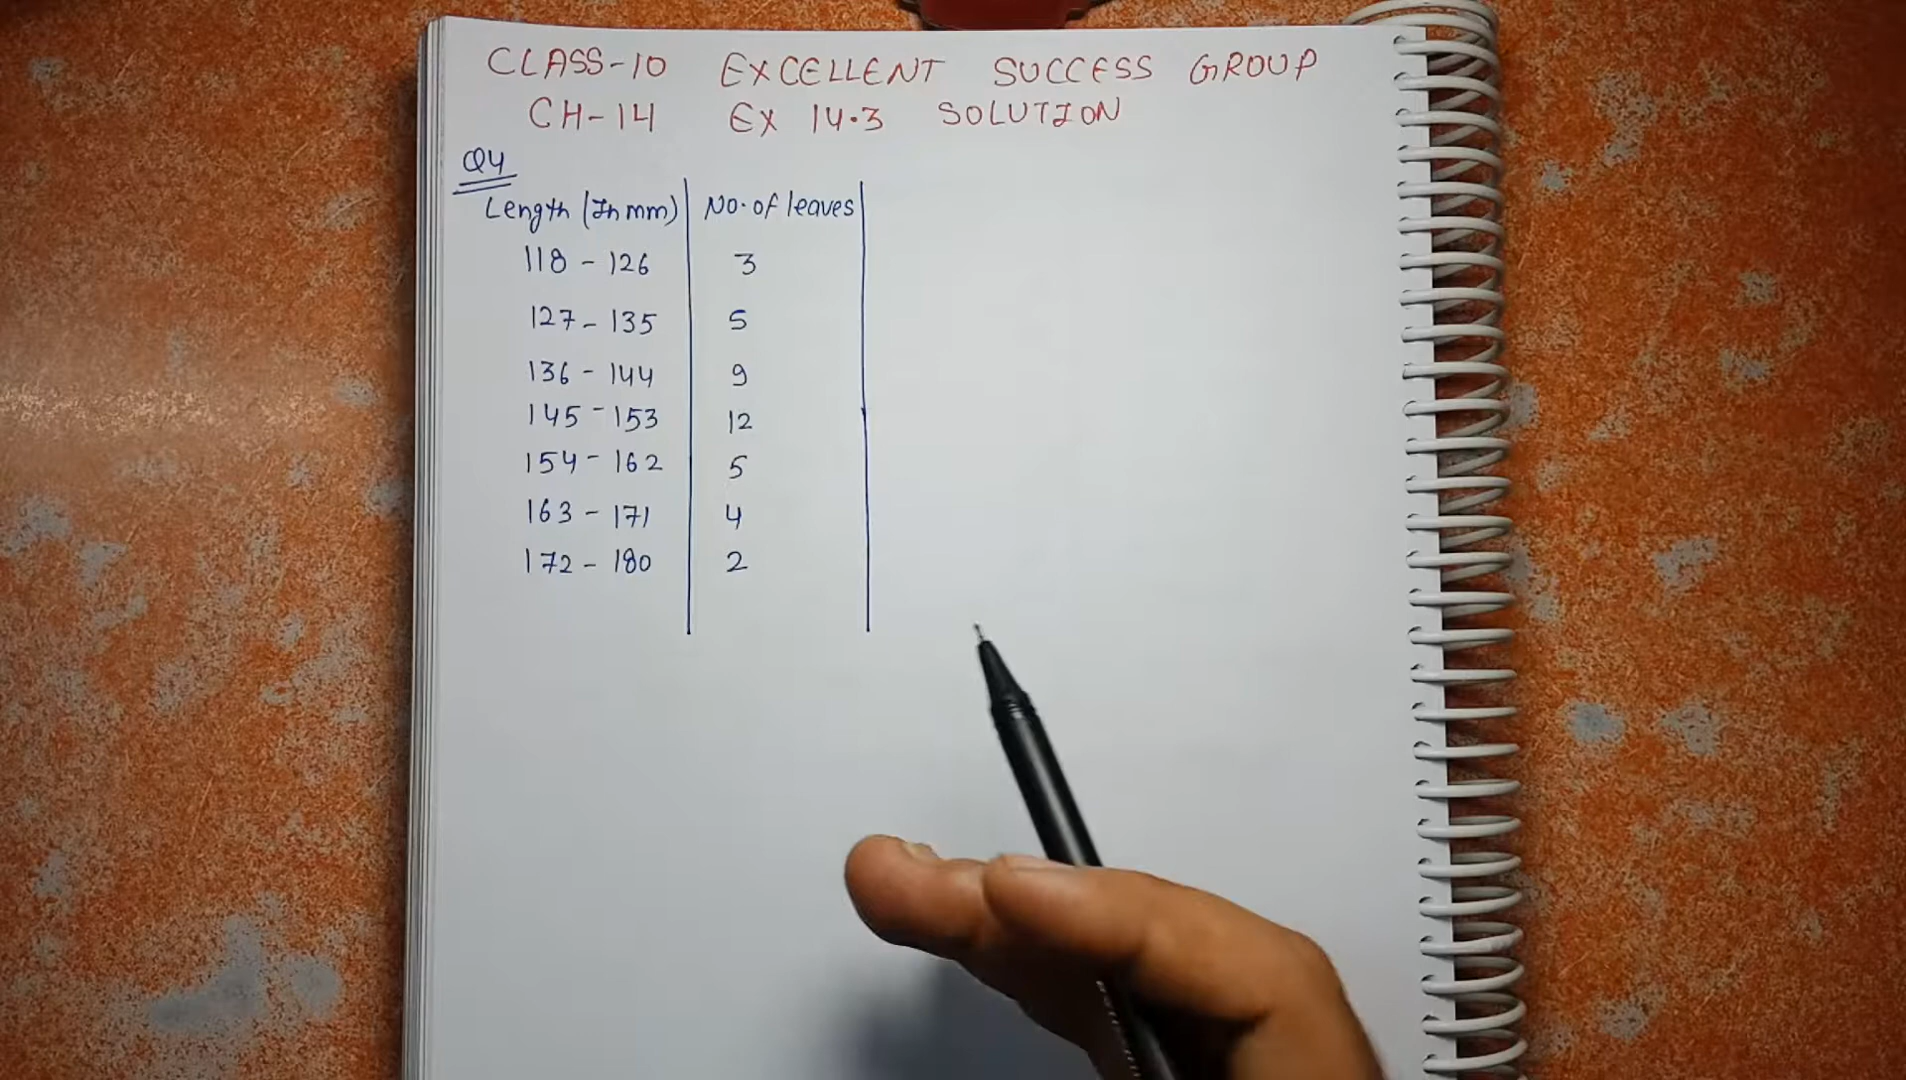 CLASS-10 EXCELLENT SUCCESS GROUP
CH-14 EX 14.3 SOLUTION
Q4
Length (In mm) No. of leaves
118 - 126 3
127 - 135 5
136 - 144 9
145 - 153 12
154 - 162 5
163 - 171 4
172 - 180 2